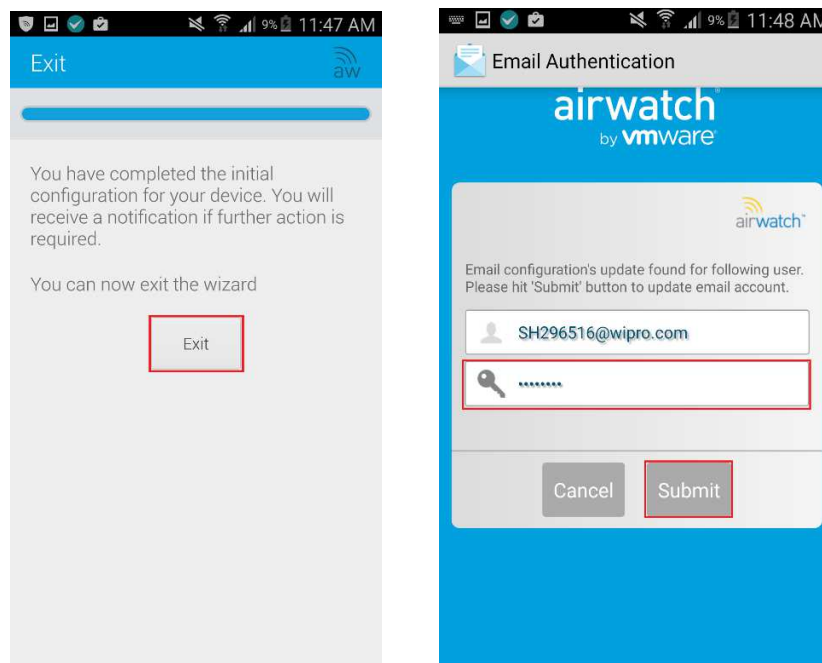 9% 11:47 AM
Exit
aw
You have completed the initial
configuration for your device. You will
receive a notification if further action is
required.
You can now exit the wizard
Exit
9% 11:48 AM
Email Authentication
airwatch
by vmware
airwatch
Email configuration's update found for following user.
Please hit 'Submit' button to update email account.
SH296516@wipro.com
••••••••
Cancel
Submit